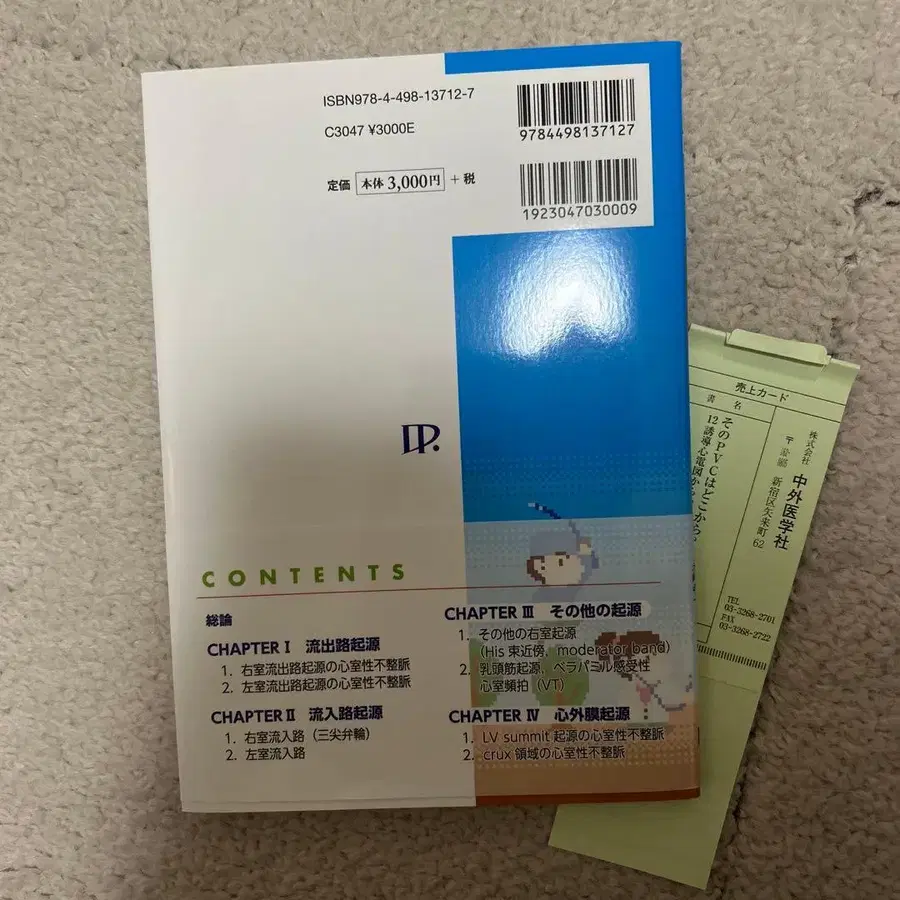 ISBN978-4-498-13712-7
C3047 ¥3000E
定価 本体 3,000円 + 税
9784498137127
1923047030009
DP.
CONTENTS
総論
CHAPTER Ⅰ 流出路起源
1. 右室流出路起源の心室性不整脈
2. 左室流出路起源の心室性不整脈
CHAPTER Ⅱ 流入路起源
1. 右室流入路（三尖弁輪）
2. 左室流入路
CHAPTER Ⅲ その他の起源
1. その他の右室起源
（His 束近傍，moderator band）
2. 乳頭筋起源，ベラパミル感受性
心室頻拍（VT）
CHAPTER Ⅳ 心外膜起源
1. LV summit 起源の心室性不整脈
2. crux 領域の心室性不整脈
売上カード
書名
そのPVCはどこから
12誘導心電図から
株式会社 中外医学社
〒 新宿区矢来町62
TEL
03-3268-2701
FAX
03-3268-2722